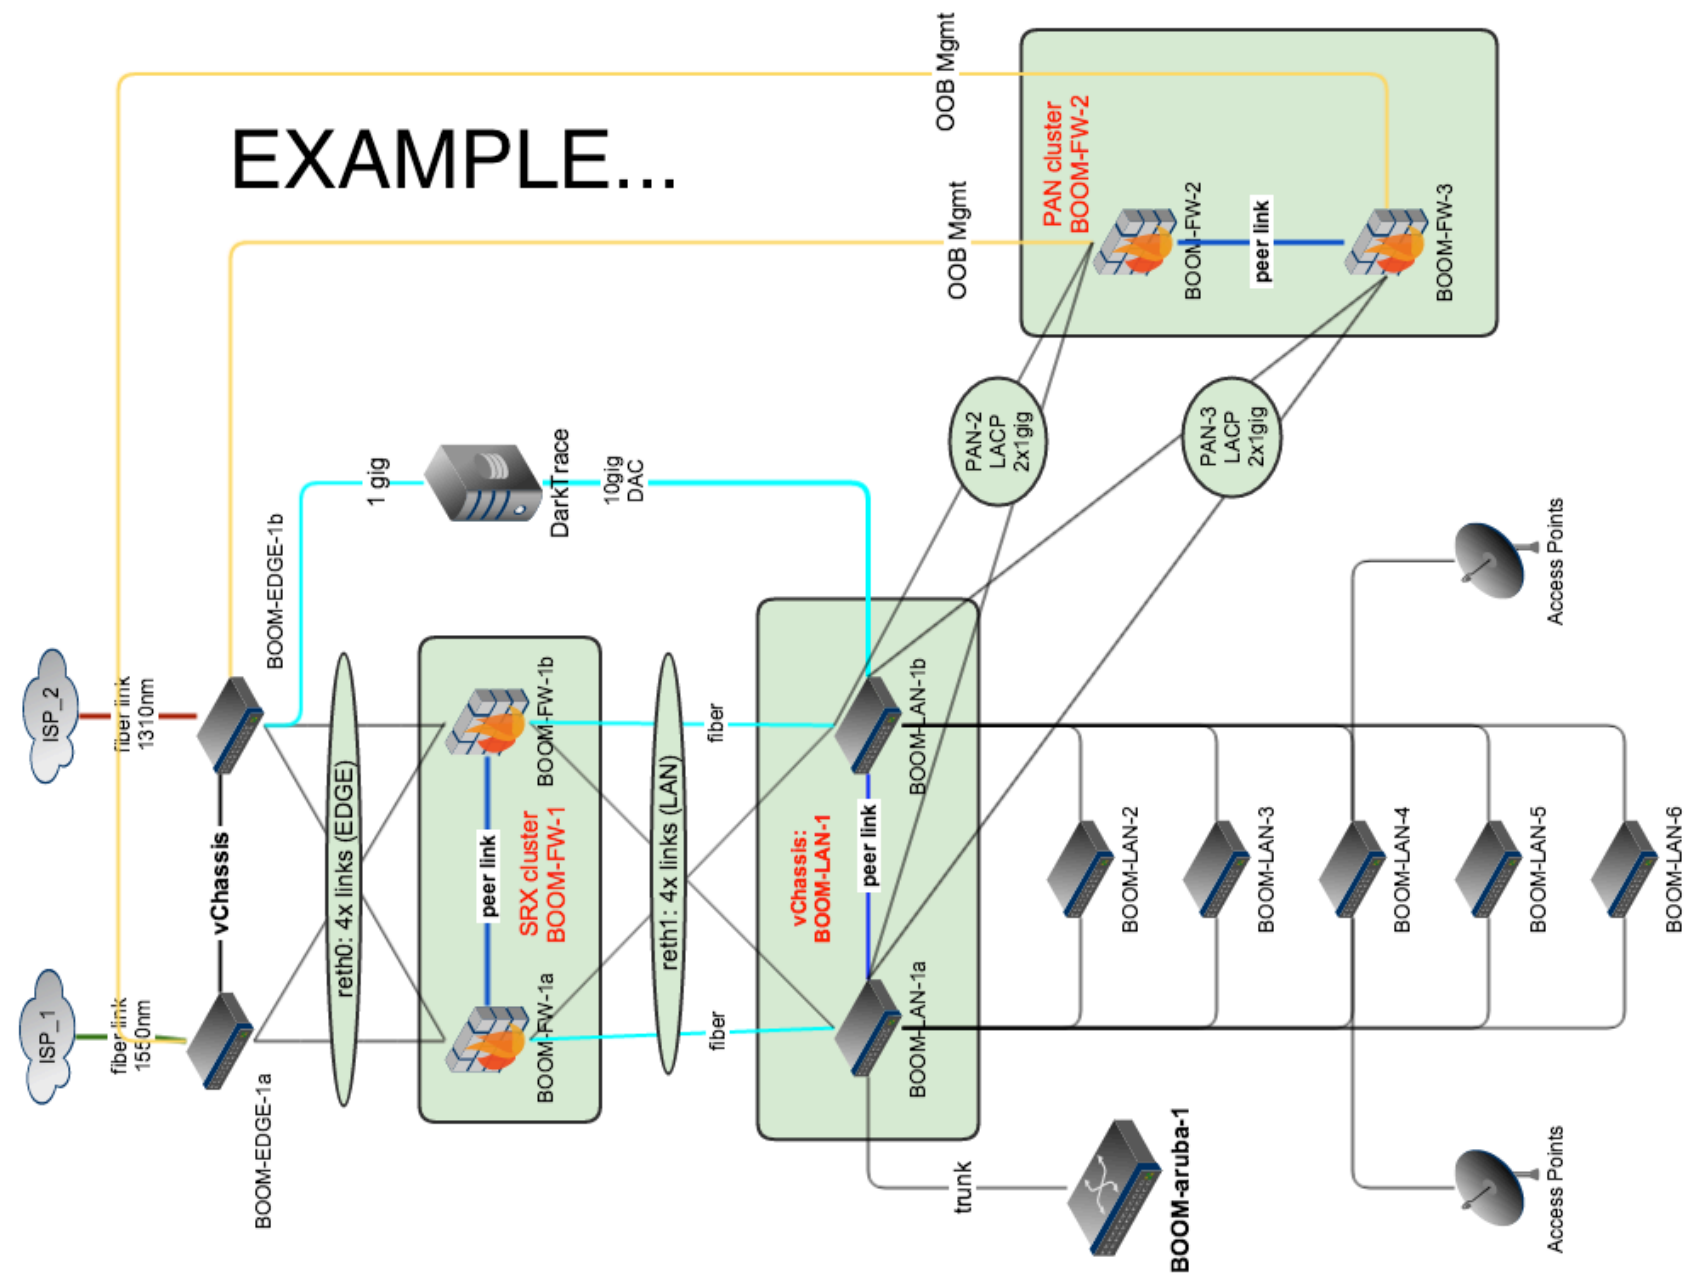 EXAMPLE...
ISP_1
ISP_2
fiber link
1550nm
fiber link
1310nm
vChassis
BOOM-EDGE-1a
BOOM-EDGE-1b
OOB Mgmt
OOB Mgmt
1 gig
DarkTrace
10gig
DAC
reth0: 4x links (EDGE)
peer link
SRX cluster
BOOM-FW-1
BOOM-FW-1a
BOOM-FW-1b
reth1: 4x links (LAN)
fiber
fiber
vChassis:
BOOM-LAN-1
peer link
BOOM-LAN-1a
BOOM-LAN-1b
PAN cluster
BOOM-FW-2
BOOM-FW-2
peer link
BOOM-FW-3
PAN-2
LACP
2x1gig
PAN-3
LACP
2x1gig
trunk
BOOM-aruba-1
BOOM-LAN-2
BOOM-LAN-3
BOOM-LAN-4
BOOM-LAN-5
BOOM-LAN-6
Access Points
Access Points